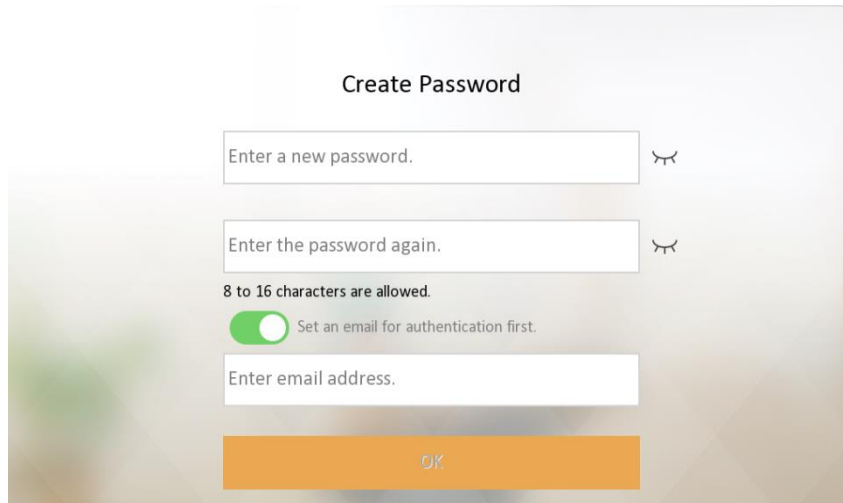 Create Password
Enter a new password.
Enter the password again.
8 to 16 characters are allowed.
Set an email for authentication first.
Enter email address.
OK